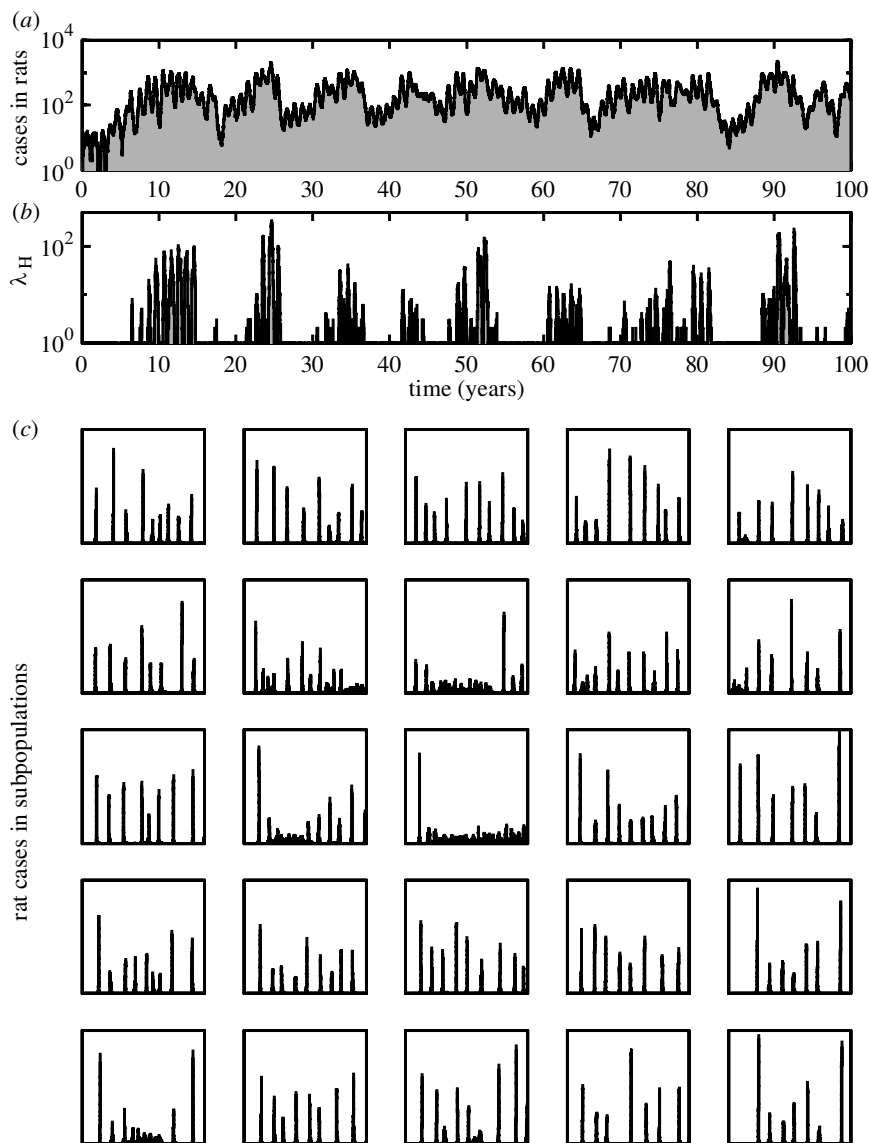 (a)
10^4
10^2
10^0
cases in rats
0 10 20 30 40 50 60 70 80 90 100
(b)
10^2
10^0
λ_H
0 10 20 30 40 50 60 70 80 90 100
time (years)
(c)
rat cases in subpopulations